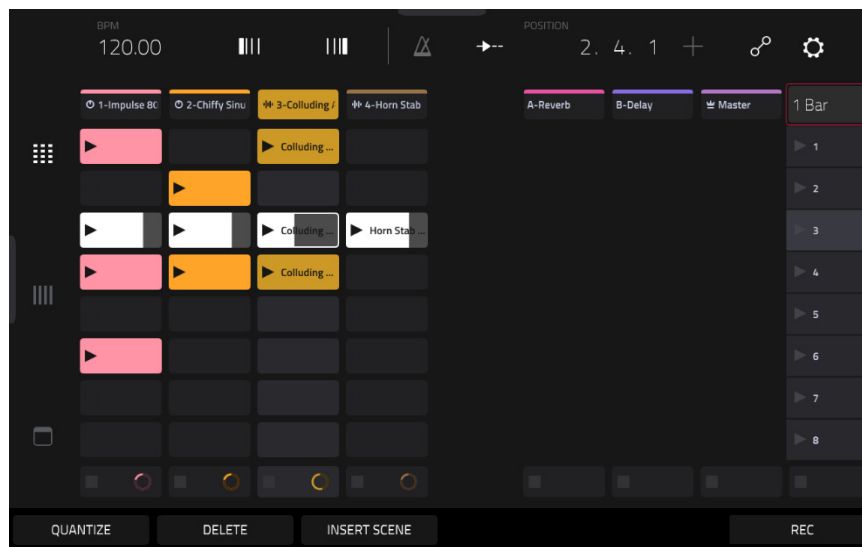 BPM
120.00
POSITION
2. 4. 1
1-Impulse 80
2-Chiffy Sinu
3-Colluding A
4-Horn Stab
A-Reverb
B-Delay
Master
1 Bar
Colluding ...
1
2
Colluding ...
Horn Stab ...
3
Colluding ...
4
5
6
7
8
QUANTIZE
DELETE
INSERT SCENE
REC